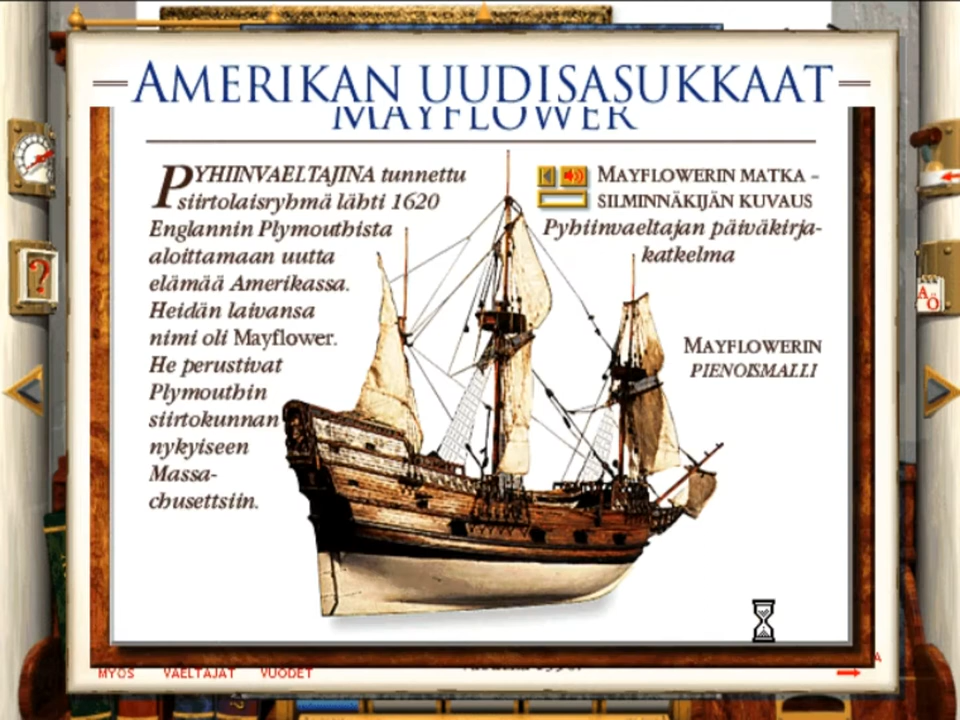 AMERIKAN UUDISASUKKAAT
MAYFLOWER
PYHIINVAELTAJINA tunnettu
siirtolaisryhmä lähti 1620
Englannin Plymouthista
aloittamaan uutta
elämää Amerikassa.
Heidän laivansa
nimi oli Mayflower.
He perustivat
Plymouthin
siirtokunnan
nykyiseen
Massa-
chusettsiin.
MAYFLOWERIN MATKA –
SILMINNÄKIJÄN KUVAUS
Pyhiinvaeltajan päiväkirja-
katkelma
MAYFLOWERIN
PIENOISMALLI
?
A
Ö
MYÖS VAELTAJAT VUODET
A